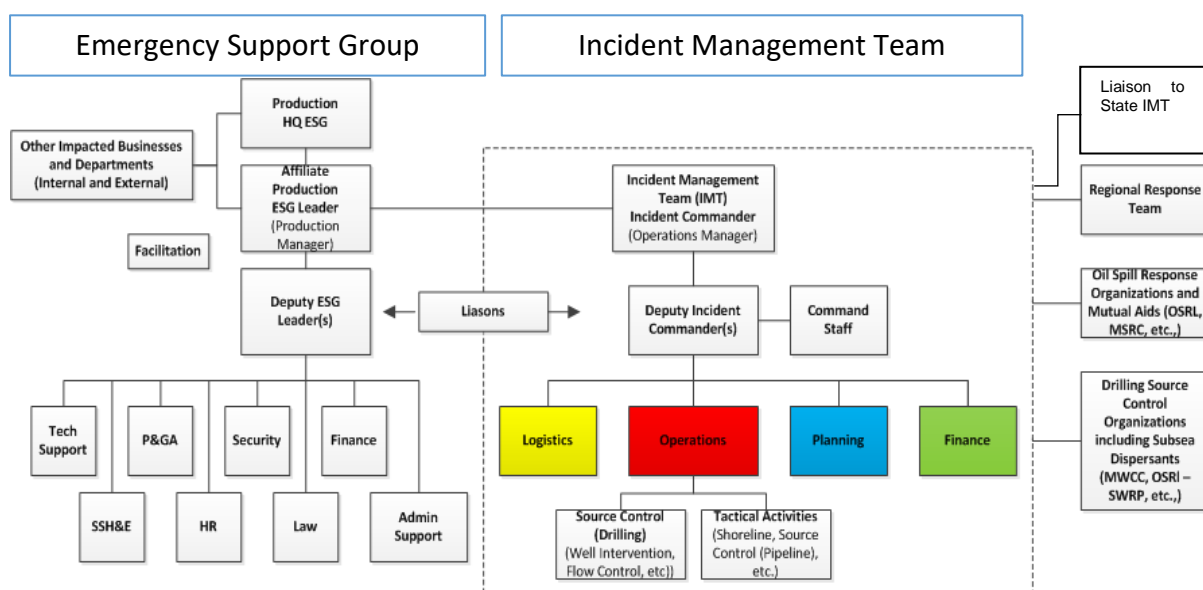 Emergency Support Group
Incident Management Team
Production
HQ ESG
Other Impacted Businesses
and Departments
(Internal and External)
Affiliate
Production
ESG Leader
(Production
Manager)
Facilitation
Deputy ESG
Leader(s)
Liasons
Tech
Support
P&GA
Security
Finance
SSH&E
HR
Law
Admin
Support
Incident Management
Team (IMT)
Incident Commander
(Operations Manager)
Deputy Incident
Commander(s)
Command
Staff
Logistics
Operations
Planning
Finance
Source Control
(Drilling)
(Well Intervention,
Flow Control, etc))
Tactical Activities
(Shoreline, Source
Control (Pipeline),
etc.)
Liaison to
State IMT
Regional Response
Team
Oil Spill Response
Organizations and
Mutual Aids (OSRL,
MSRC, etc.,)
Drilling Source
Control
Organizations
including Subsea
Dispersants
(MWCC, OSRl –
SWRP, etc.,)